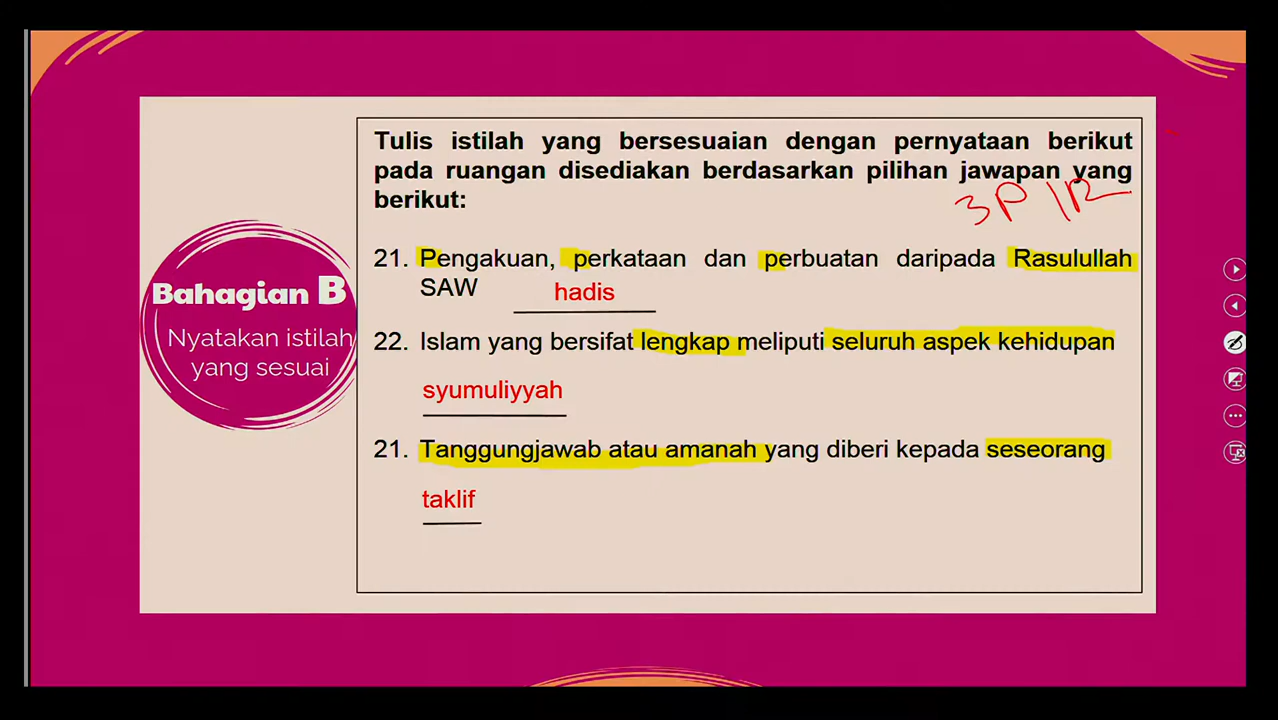 Tulis istilah yang bersesuaian dengan pernyataan berikut
pada ruangan disediakan berdasarkan pilihan jawapan yang
berikut:
3P 1R
21. Pengakuan, perkataan dan perbuatan daripada Rasulullah
SAW hadis
22. Islam yang bersifat lengkap meliputi seluruh aspek kehidupan
syumuliyyah
21. Tanggungjawab atau amanah yang diberi kepada seseorang
taklif
Bahagian B
Nyatakan istilah
yang sesuai